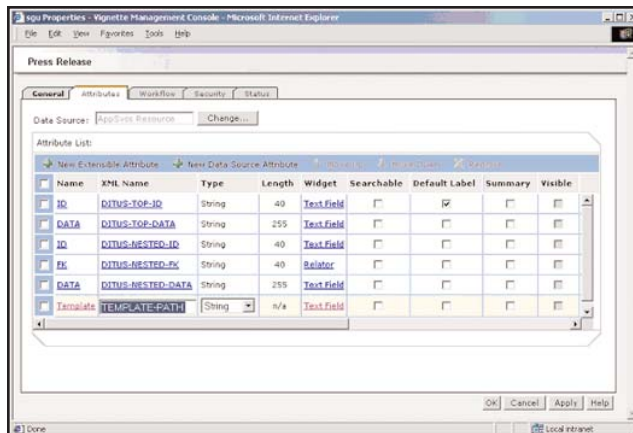 sgu Properties - Vignette Management Console - Microsoft Internet Explorer
File Edit View Favorites Tools Help
Press Release
General Attributes Workflow Security Status
Data Source: AppSvcs Resource Change...
Attribute List:
New Extensible Attribute New Data Source Attribute Move Up Move Down Remove
Name XML Name Type Length Widget Searchable Default Label Summary Visible
ID DITUS-TOP-ID String 40 Text Field
DATA DITUS-TOP-DATA String 255 Text Field
ID DITUS-NESTED-ID String 40 Text Field
FK DITUS-NESTED-FK String 40 Relator
DATA DITUS-NESTED-DATA String 255 Text Field
Template TEMPLATE-PATH String n/a Text Field
OK Cancel Apply Help
Done Local intranet